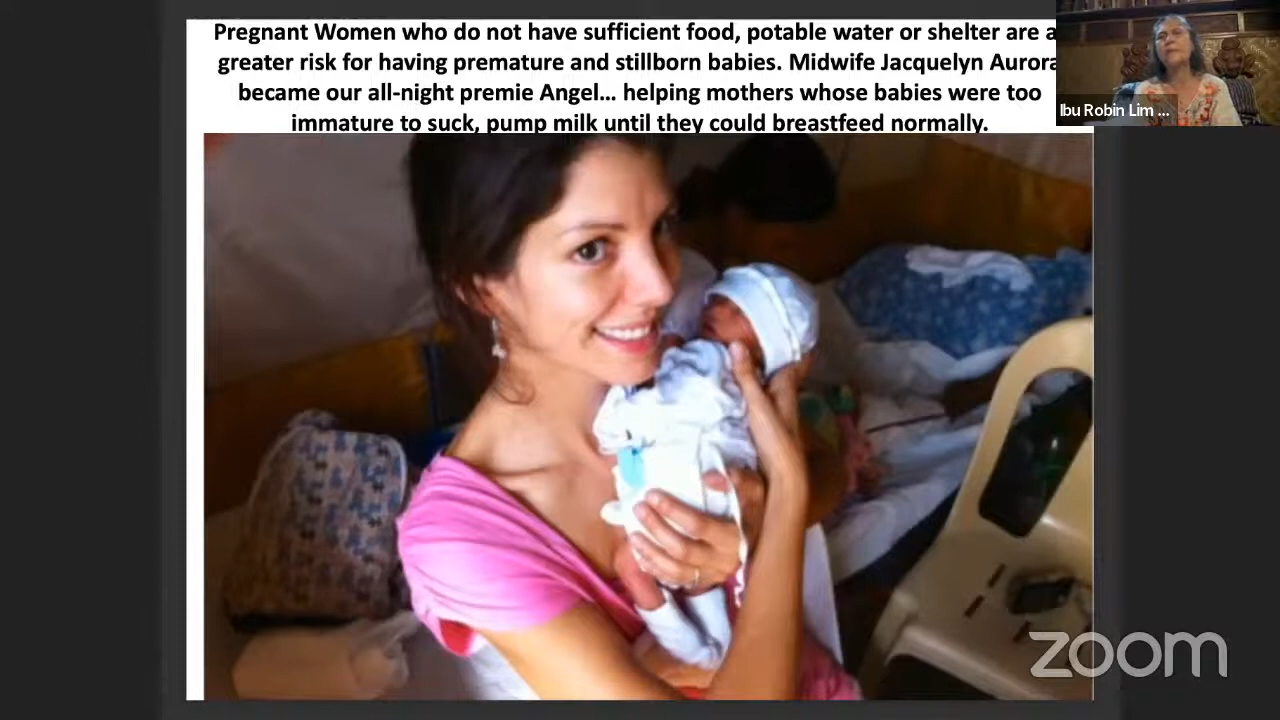 Pregnant Women who do not have sufficient food, potable water or shelter are a
greater risk for having premature and stillborn babies. Midwife Jacquelyn Aurora
became our all-night premie Angel... helping mothers whose babies were too
immature to suck, pump milk until they could breastfeed normally.
Ibu Robin Lim ...
zoom